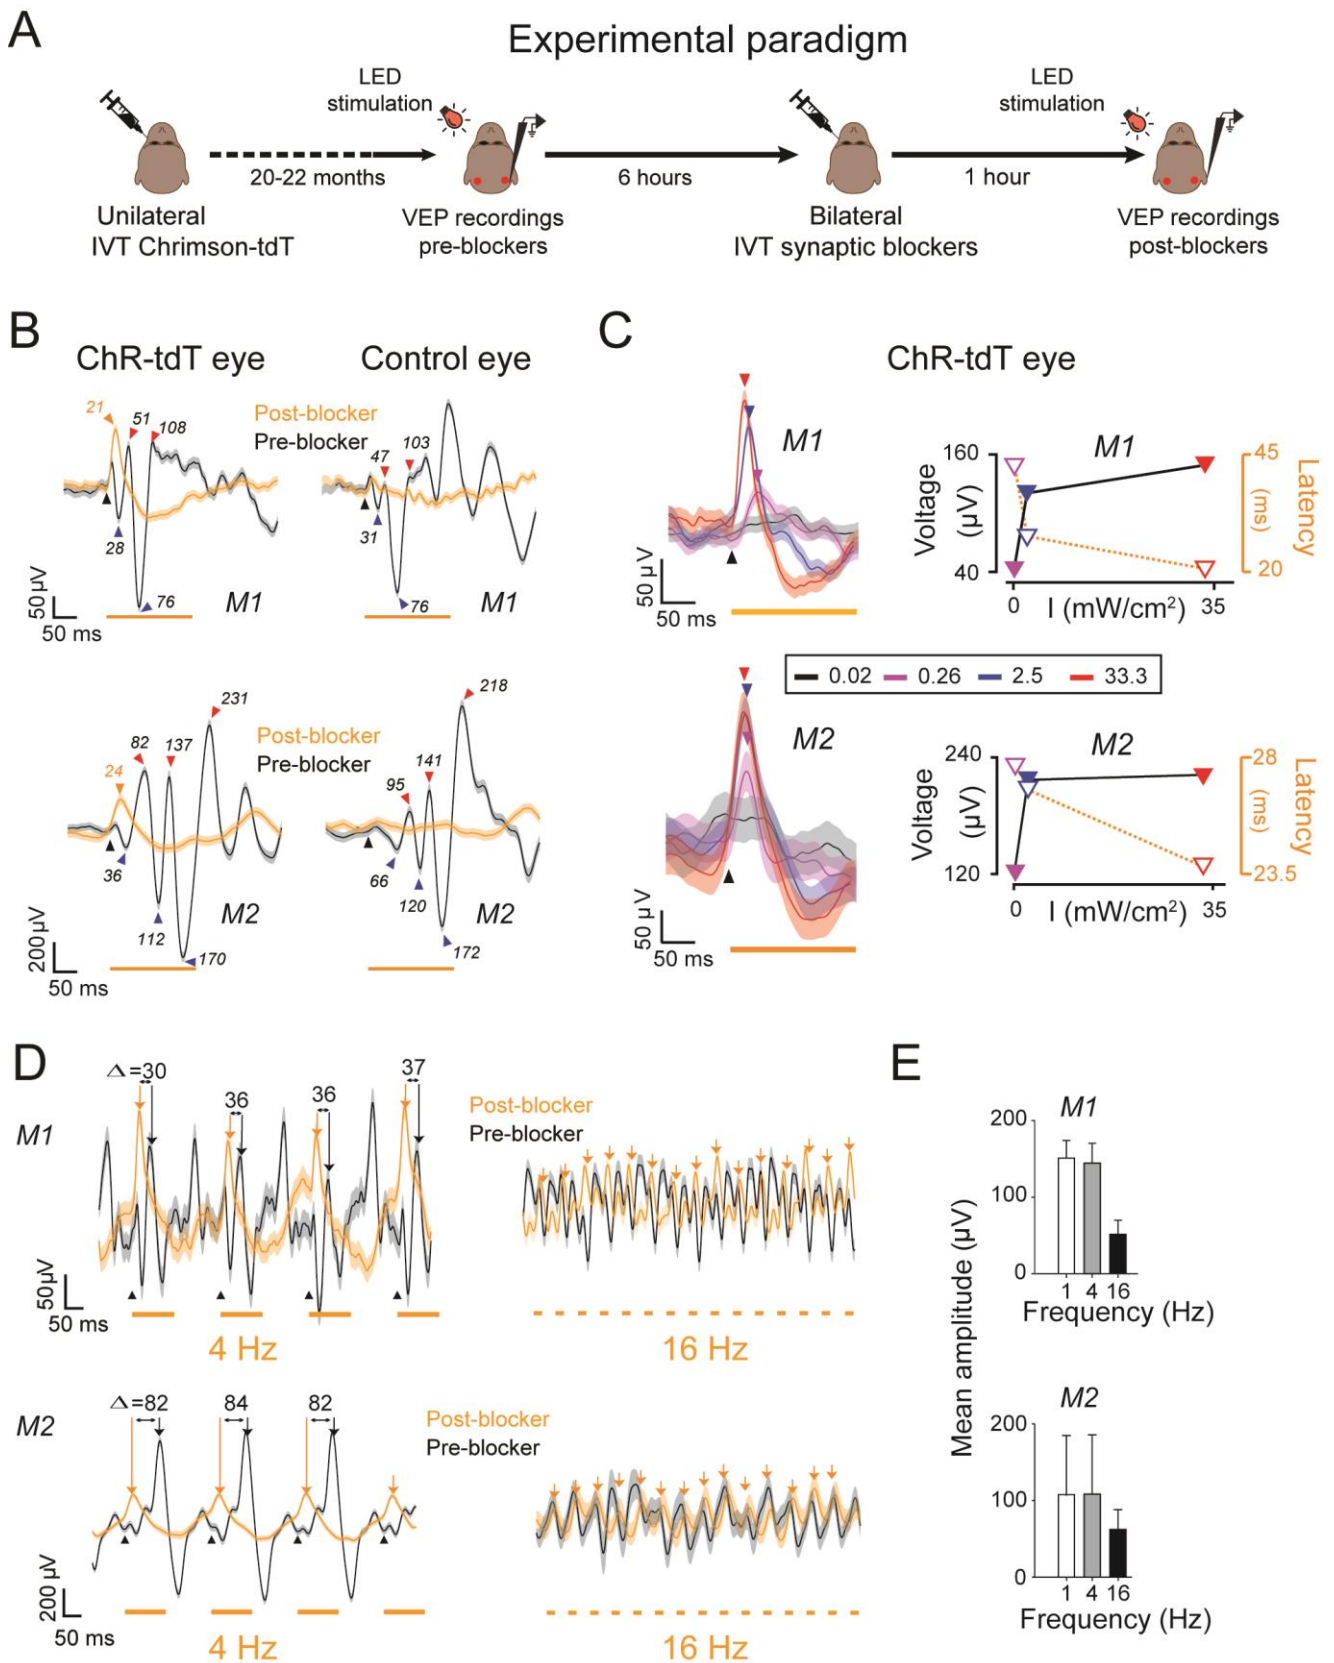 A
Experimental paradigm
LED
stimulation
LED
stimulation
20-22 months
6 hours
1 hour
Unilateral
IVT Chrimson-tdT
VEP recordings
pre-blockers
Bilateral
IVT synaptic blockers
VEP recordings
post-blockers
B
ChR-tdT eye
Control eye
Post-blocker
Pre-blocker
21
51
108
28
76
M1
50 µV
50 ms
47
103
31
76
M1
231
82
137
24
36
112
170
M2
200 µV
50 ms
Post-blocker
Pre-blocker
218
141
95
66
120
172
M2
C
ChR-tdT eye
M1
50 µV
50 ms
M1
Voltage
(µV)
160
40
45
20
Latency
(ms)
0
I (mW/cm²)
35
0.02
0.26
2.5
33.3
M2
50 µV
50 ms
M2
Voltage
(µV)
240
120
28
23.5
Latency
(ms)
0
I (mW/cm²)
35
D
M1
Δ=30
36
36
37
50µV
50 ms
4 Hz
Post-blocker
Pre-blocker
16 Hz
M2
Δ=82
84
82
200 µV
50 ms
4 Hz
Post-blocker
Pre-blocker
16 Hz
E
Mean amplitude (µV)
M1
200
100
0
1
4
16
Frequency (Hz)
M2
200
100
0
1
4
16
Frequency (Hz)